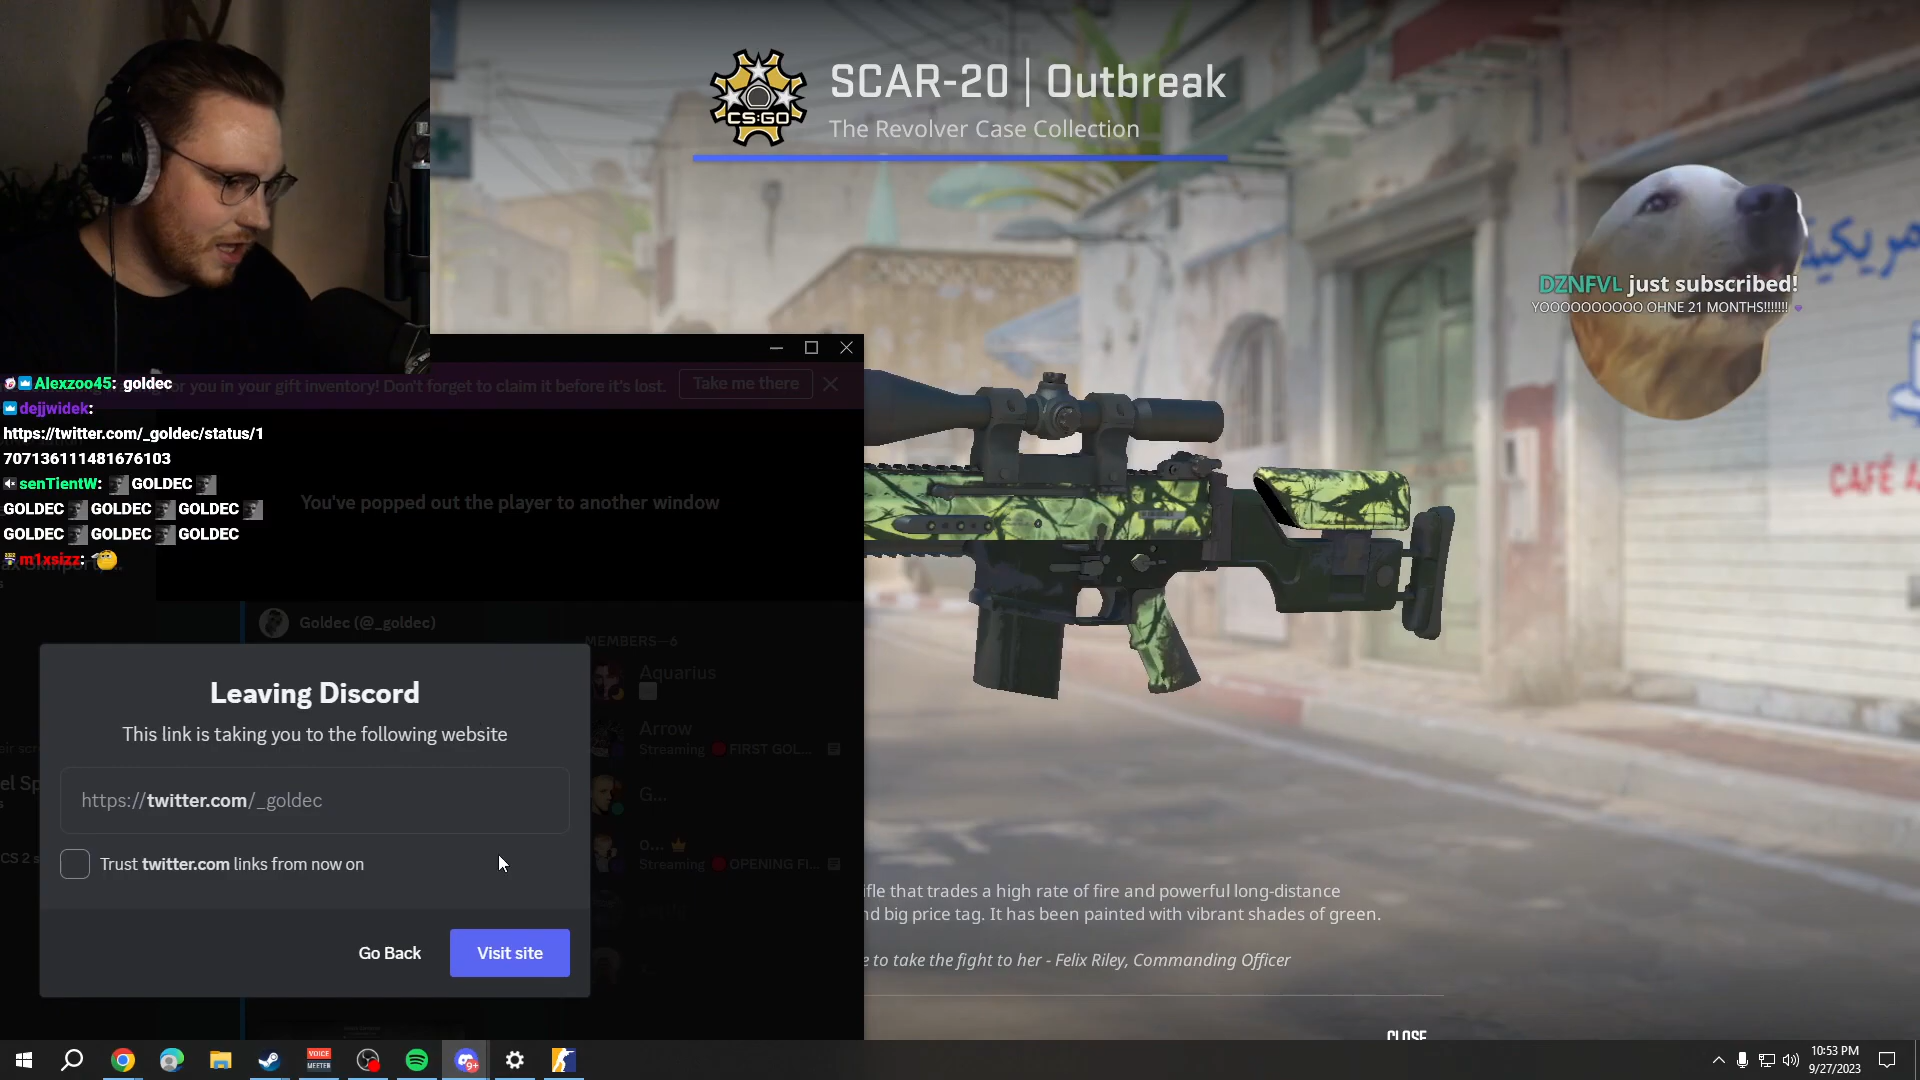 SCAR-20 | Outbreak
CS:GO
The Revolver Case Collection
DZNFVL just subscribed!
YOOOOOOOOOO OHNE 21 MONTHS!!!!!!!
or you in your gift inventory! Don't forget to claim it before it's lost.
Take me there
Alexzoo45: goldec
dejjwidek:
https://twitter.com/_goldec/status/1
707136111481676103
senTientW: GOLDEC
GOLDEC GOLDEC GOLDEC
GOLDEC GOLDEC GOLDEC
m1xsizz:
You've popped out the player to another window
Goldec (@_goldec)
MEMBERS—6
Aquarius
Arrow
Streaming FIRST GOL...
G...
o...
Streaming OPENING FI...
Leaving Discord
This link is taking you to the following website
https://twitter.com/_goldec
Trust twitter.com links from now on
Go Back
Visit site
CS 2 s
ifle that trades a high rate of fire and powerful long-distance
nd big price tag. It has been painted with vibrant shades of green.
e to take the fight to her - Felix Riley, Commanding Officer
CLOSE
VOICE
MEETER
9+
10:53 PM
9/27/2023